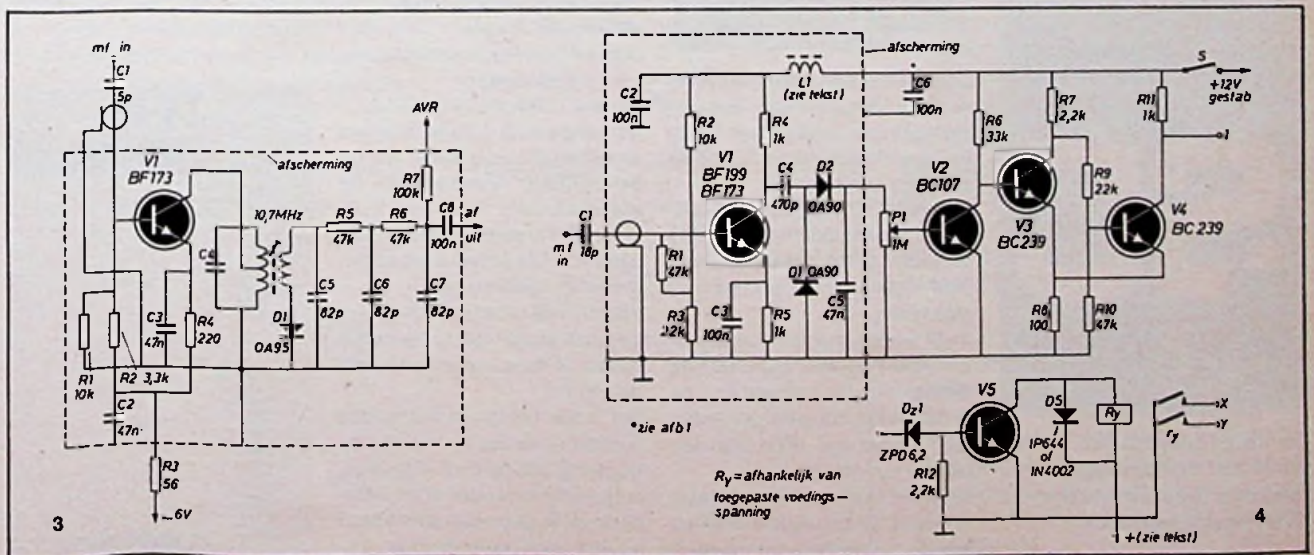 mf in
C1
5p
AVR
afscherming
V1
BF173
R7
100k
C8
10,7MHz
R5
47k
R6
47k
100n
af
uit
C4
C3
47n
R4
220
D1
OA95
C5
82p
C6
82p
C7
82p
R1
10k
R2 3,3k
C2
47n
R3
56
-6V
3
afscherming
C2
100n
L1
(zie tekst)
C6
100n
S
+12V
gestab
R2
10k
R4
1k
R6
33k
R7
2,2k
R11
1k
1
V1
BF199
BF173
C4
470p
D2
OA90
V2
BC107
V3
BC239
R9
22k
V4
BC239
C1
18p
mf
in
R1
47k
P1
1M
D1 OA90
R3
C3
100n
R5
1k
C5
47n
R8
100
R10
47k
*zie afb 1
Ry = afhankelijk van
toegepaste voedings-
spanning
V5
Dz1
ZPD6,2
D5
of
1N4002
Ry
X
Y
ry
R12
2,2k
+(zie tekst)
4